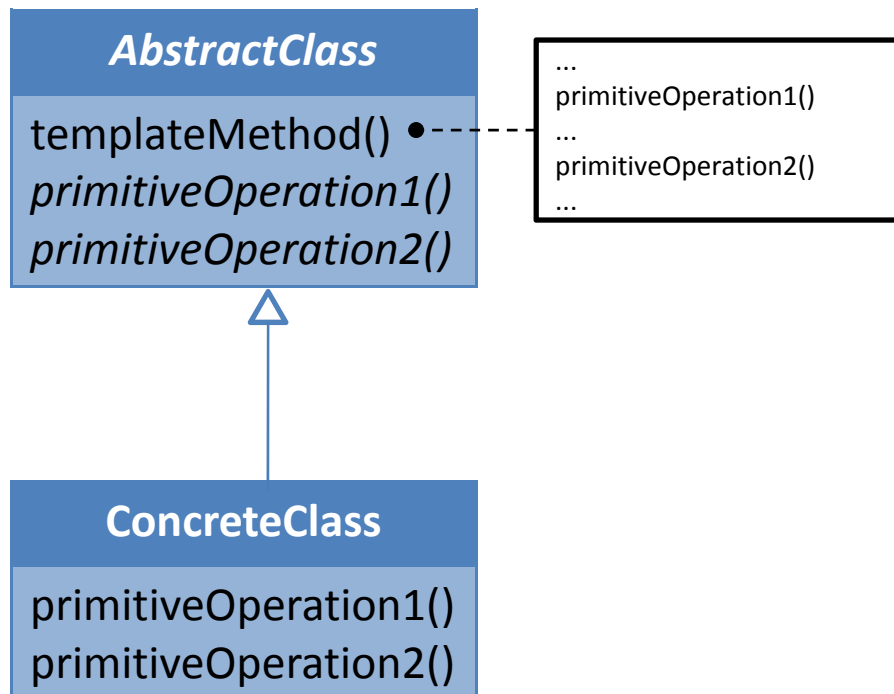 AbstractClass
templateMethod()
primitiveOperation1()
primitiveOperation2()
...
primitiveOperation1()
...
primitiveOperation2()
...
ConcreteClass
primitiveOperation1()
primitiveOperation2()